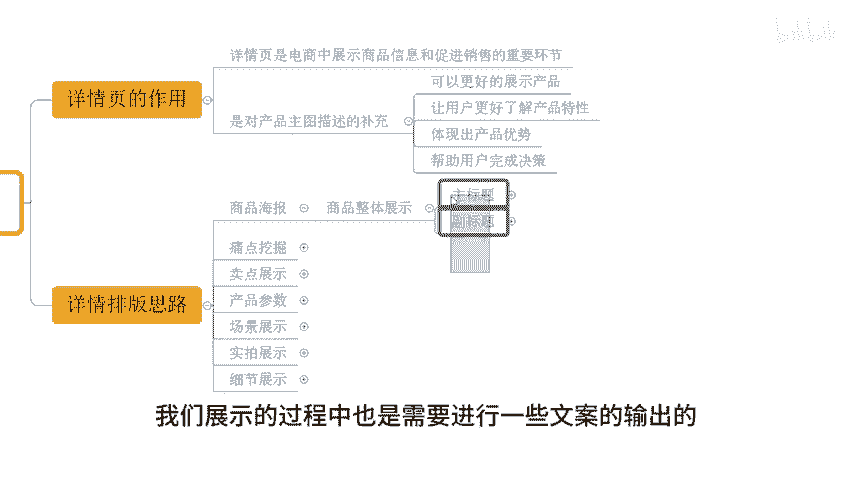 bilibili
详情页是电商中展示商品信息和促进销售的重要环节
详情页的作用
可以更好的展示产品
让用户更好了解产品特性
是对产品主图描述的补充
体现出产品优势
帮助用户完成决策
主标题
商品海报
商品整体展示
副标题
痛点挖掘
卖点展示
详情排版思路
产品参数
场景展示
实拍展示
细节展示
我们展示的过程中也是需要进行一些文案的输出的